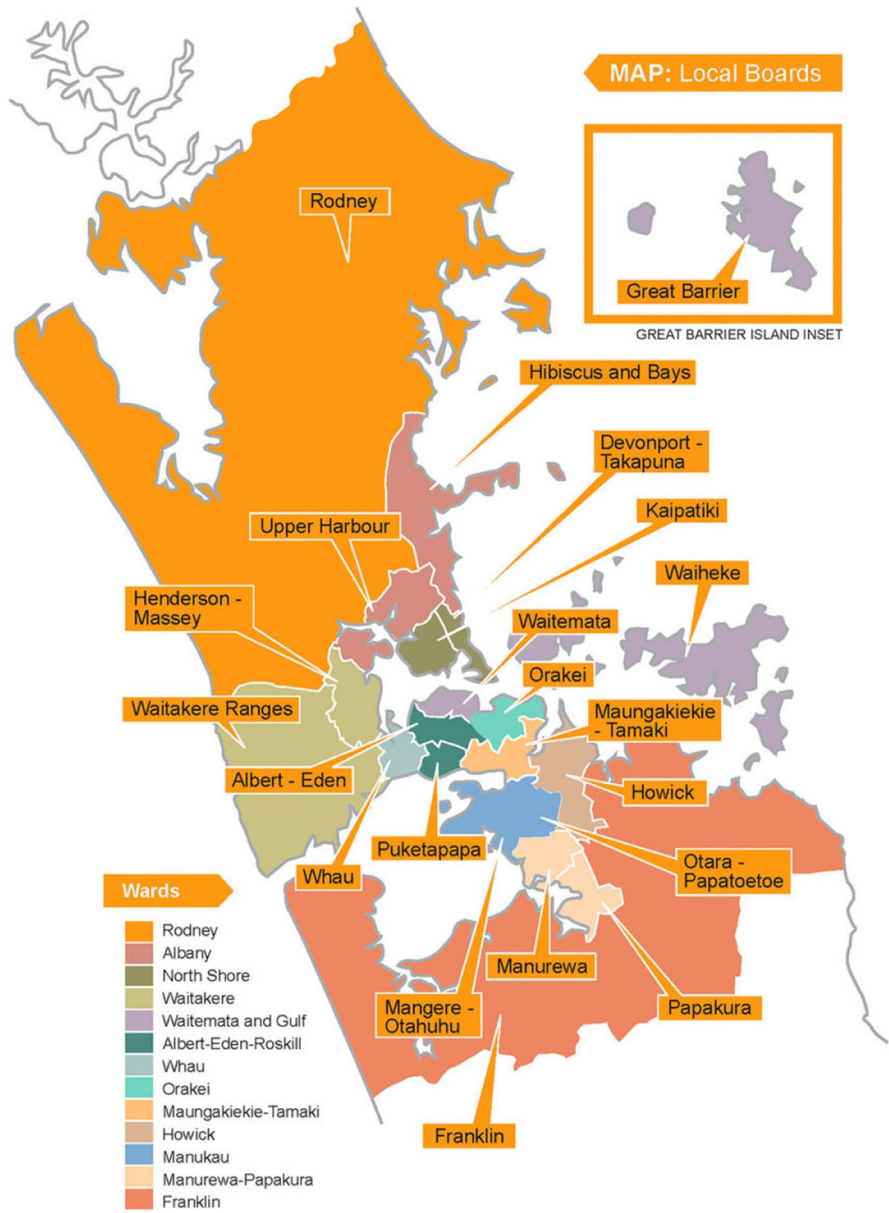 MAP: Local Boards
Rodney
Great Barrier
GREAT BARRIER ISLAND INSET
Hibiscus and Bays
Devonport -
Takapuna
Kaipatiki
Upper Harbour
Waiheke
Henderson -
Massey
Waitemata
Orakei
Waitakere Ranges
Maungakiekie
- Tamaki
Albert - Eden
Howick
Puketapapa
Whau
Otara -
Papatoetoe
Manurewa
Mangere -
Otahuhu
Papakura
Franklin
Wards
Rodney
Albany
North Shore
Waitakere
Waitemata and Gulf
Albert-Eden-Roskill
Whau
Orakei
Maungakiekie-Tamaki
Howick
Manukau
Manurewa-Papakura
Franklin